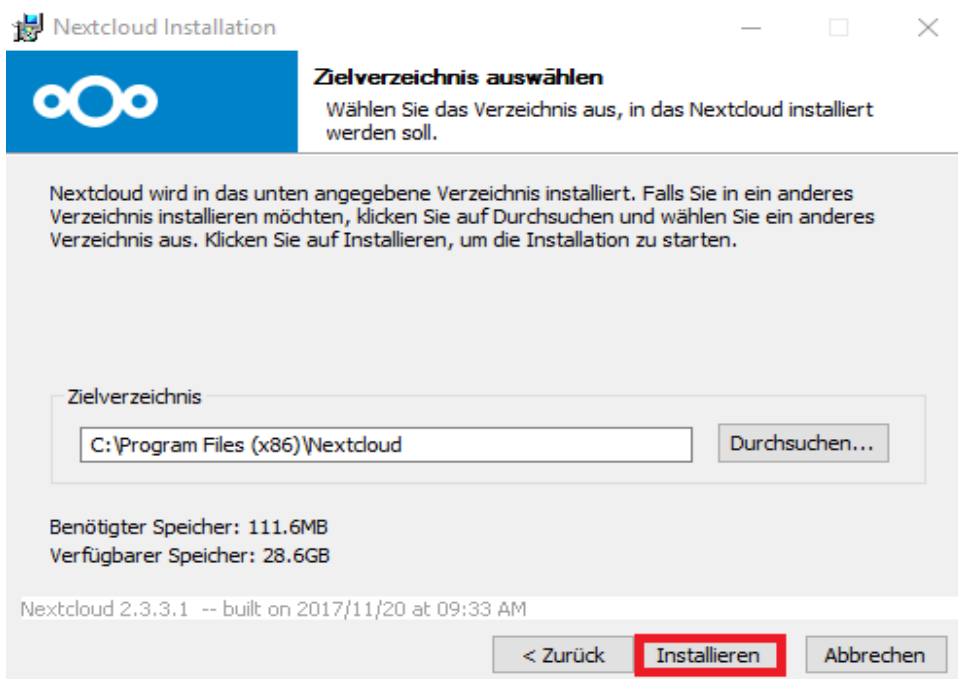 Nextcloud Installation
Zielverzeichnis auswählen
Wählen Sie das Verzeichnis aus, in das Nextcloud installiert
werden soll.
Nextcloud wird in das unten angegebene Verzeichnis installiert. Falls Sie in ein anderes
Verzeichnis installieren möchten, klicken Sie auf Durchsuchen und wählen Sie ein anderes
Verzeichnis aus. Klicken Sie auf Installieren, um die Installation zu starten.
Zielverzeichnis
C:\Program Files (x86)\Nextcloud
Durchsuchen...
Benötigter Speicher: 111.6MB
Verfügbarer Speicher: 28.6GB
Nextcloud 2.3.3.1 -- built on 2017/11/20 at 09:33 AM
< Zurück
Installieren
Abbrechen